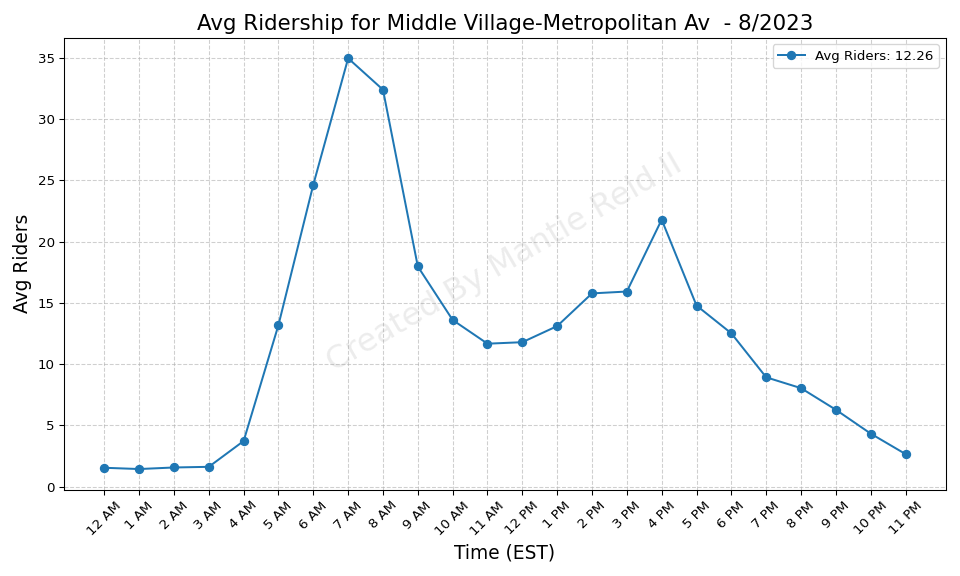 Avg Ridership for Middle Village-Metropolitan Av  - 8/2023
Avg Riders: 12.26
35
30
25
20
15
10
5
0
Avg Riders
Created By Mantie Reid II
12 AM
1 AM
2 AM
3 AM
4 AM
5 AM
6 AM
7 AM
8 AM
9 AM
10 AM
11 AM
12 PM
1 PM
2 PM
3 PM
4 PM
5 PM
6 PM
7 PM
8 PM
9 PM
10 PM
11 PM
Time (EST)